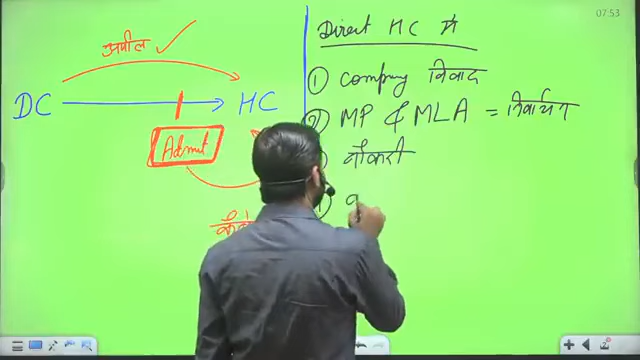 07:53
अपील ✓
DC → HC
Admit
Direct HC में
① Company विवाद
② MP & MLA = निर्वाचन
नौकरी